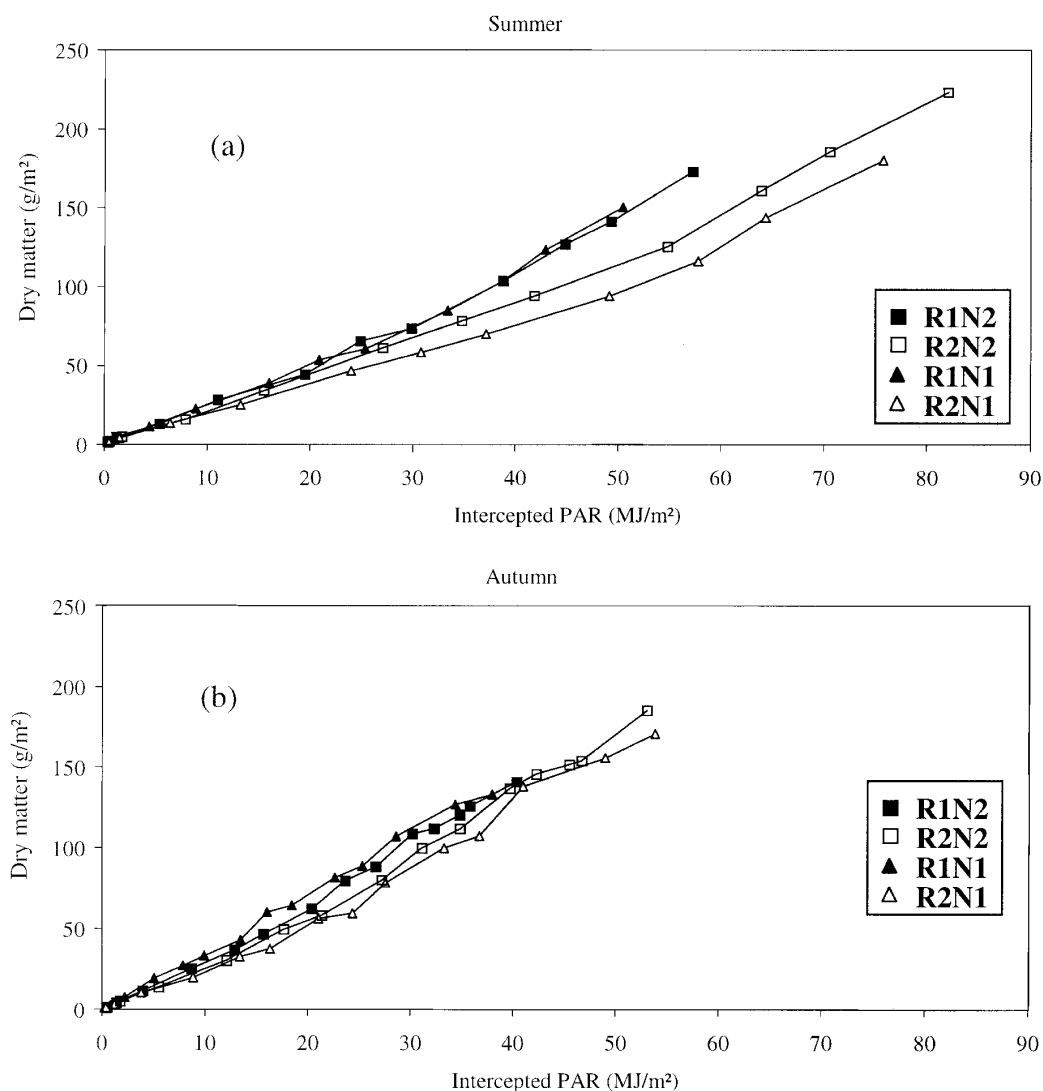 Summer
250
200
150
100
50
0
Dry matter (g/m²)
(a)
R1N2
R2N2
R1N1
R2N1
0 10 20 30 40 50 60 70 80 90
Intercepted PAR (MJ/m²)
Autumn
250
200
150
100
50
0
Dry matter (g/m²)
(b)
R1N2
R2N2
R1N1
R2N1
0 10 20 30 40 50 60 70 80 90
Intercepted PAR (MJ/m²)